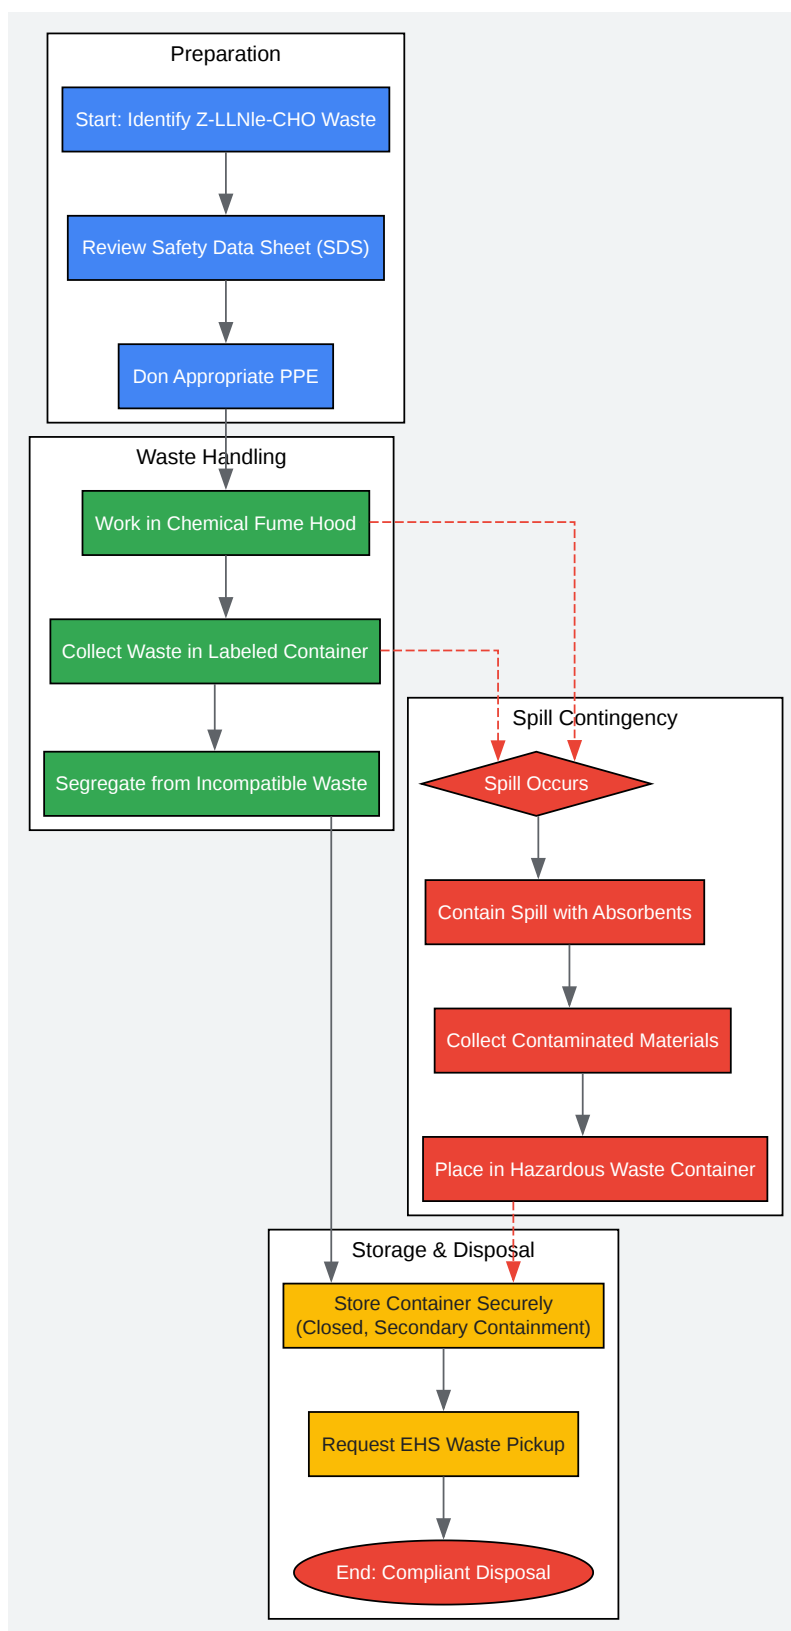 Preparation
Start: Identify Z-LLNle-CHO Waste
Review Safety Data Sheet (SDS)
Don Appropriate PPE
Waste Handling
Work in Chemical Fume Hood
Collect Waste in Labeled Container
Segregate from Incompatible Waste
Spill Contingency
Spill Occurs
Contain Spill with Absorbents
Collect Contaminated Materials
Place in Hazardous Waste Container
Storage & Disposal
Store Container Securely
(Closed, Secondary Containment)
Request EHS Waste Pickup
End: Compliant Disposal